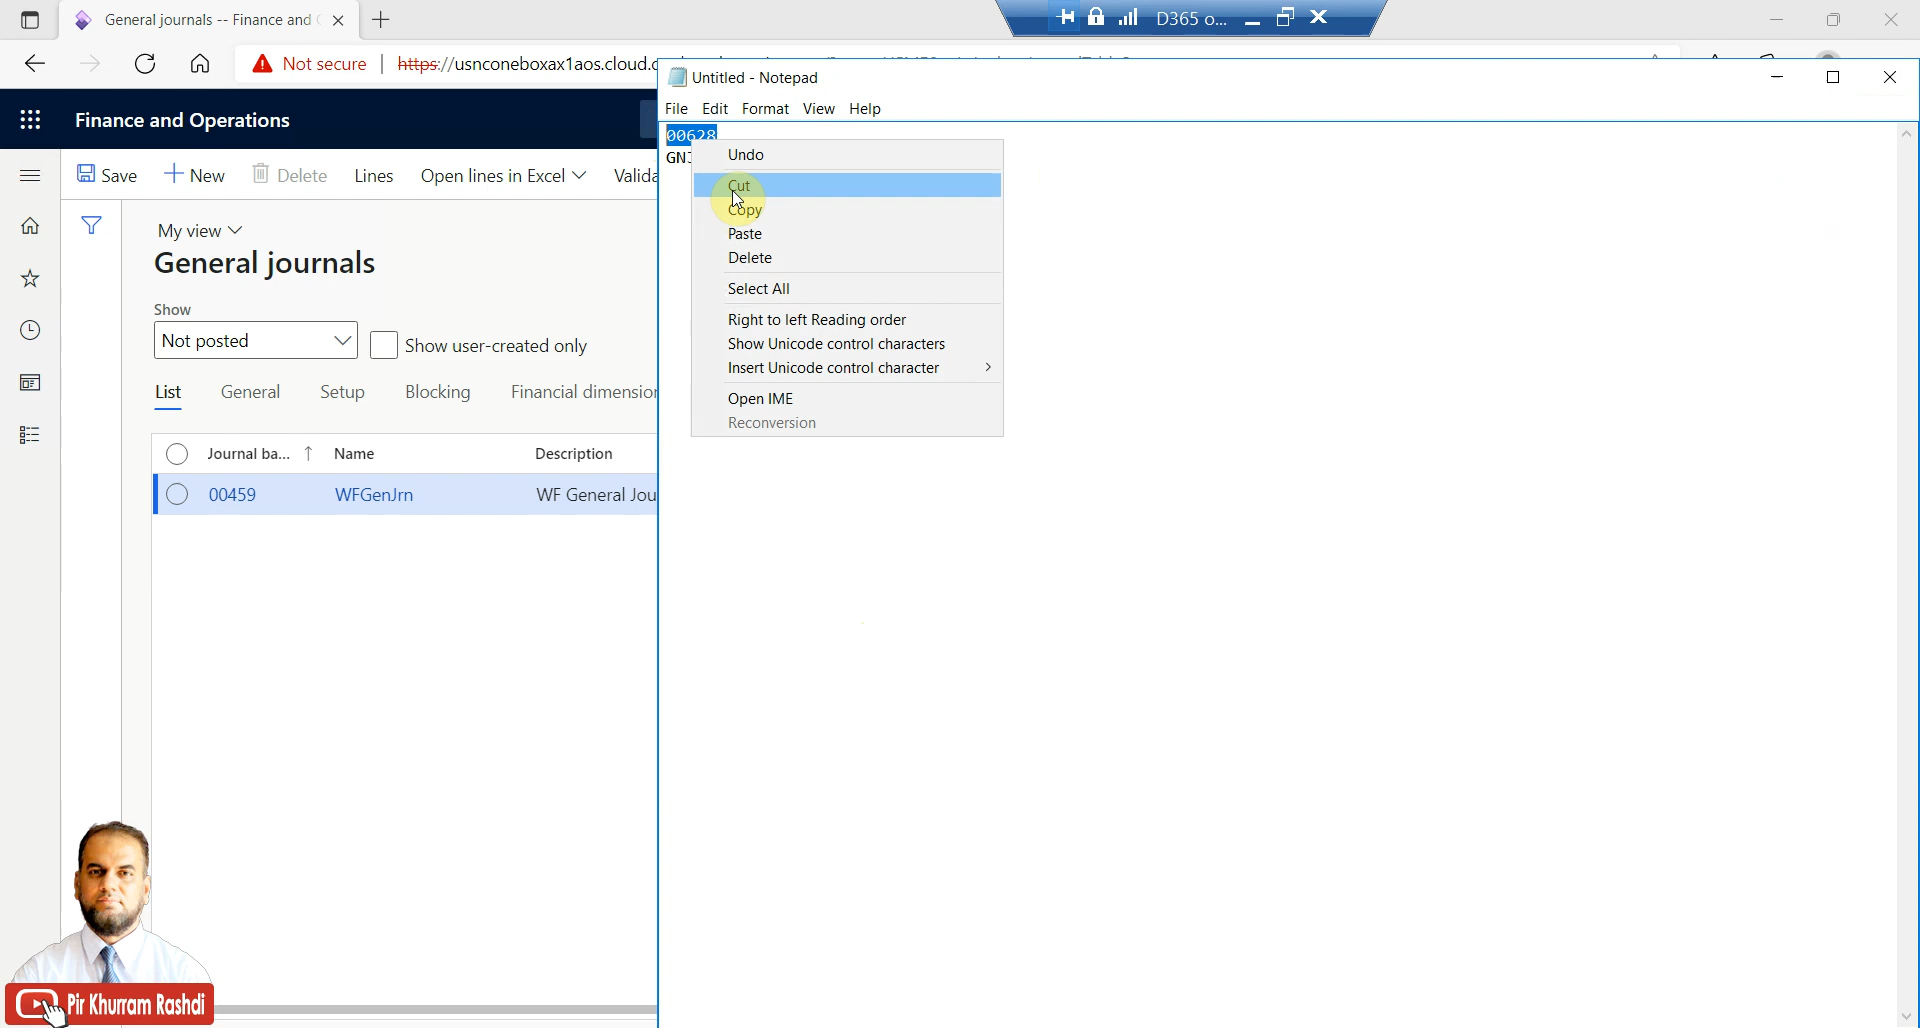 General journals -- Finance and
D365 o...
Not secure
https://usnconeboxax1aos.cloud.c
Untitled - Notepad
File Edit Format View Help
Finance and Operations
00628
GNJ
Save
New
Delete
Lines
Open lines in Excel
Valida
Undo
Cut
Copy
Paste
Delete
Select All
Right to left Reading order
Show Unicode control characters
Insert Unicode control character
Open IME
Reconversion
My view
General journals
Show
Not posted
Show user-created only
List General Setup Blocking Financial dimension
Journal ba... Name Description
00459 WFGenJrn WF General Jou
Pir Khurram Rashdi